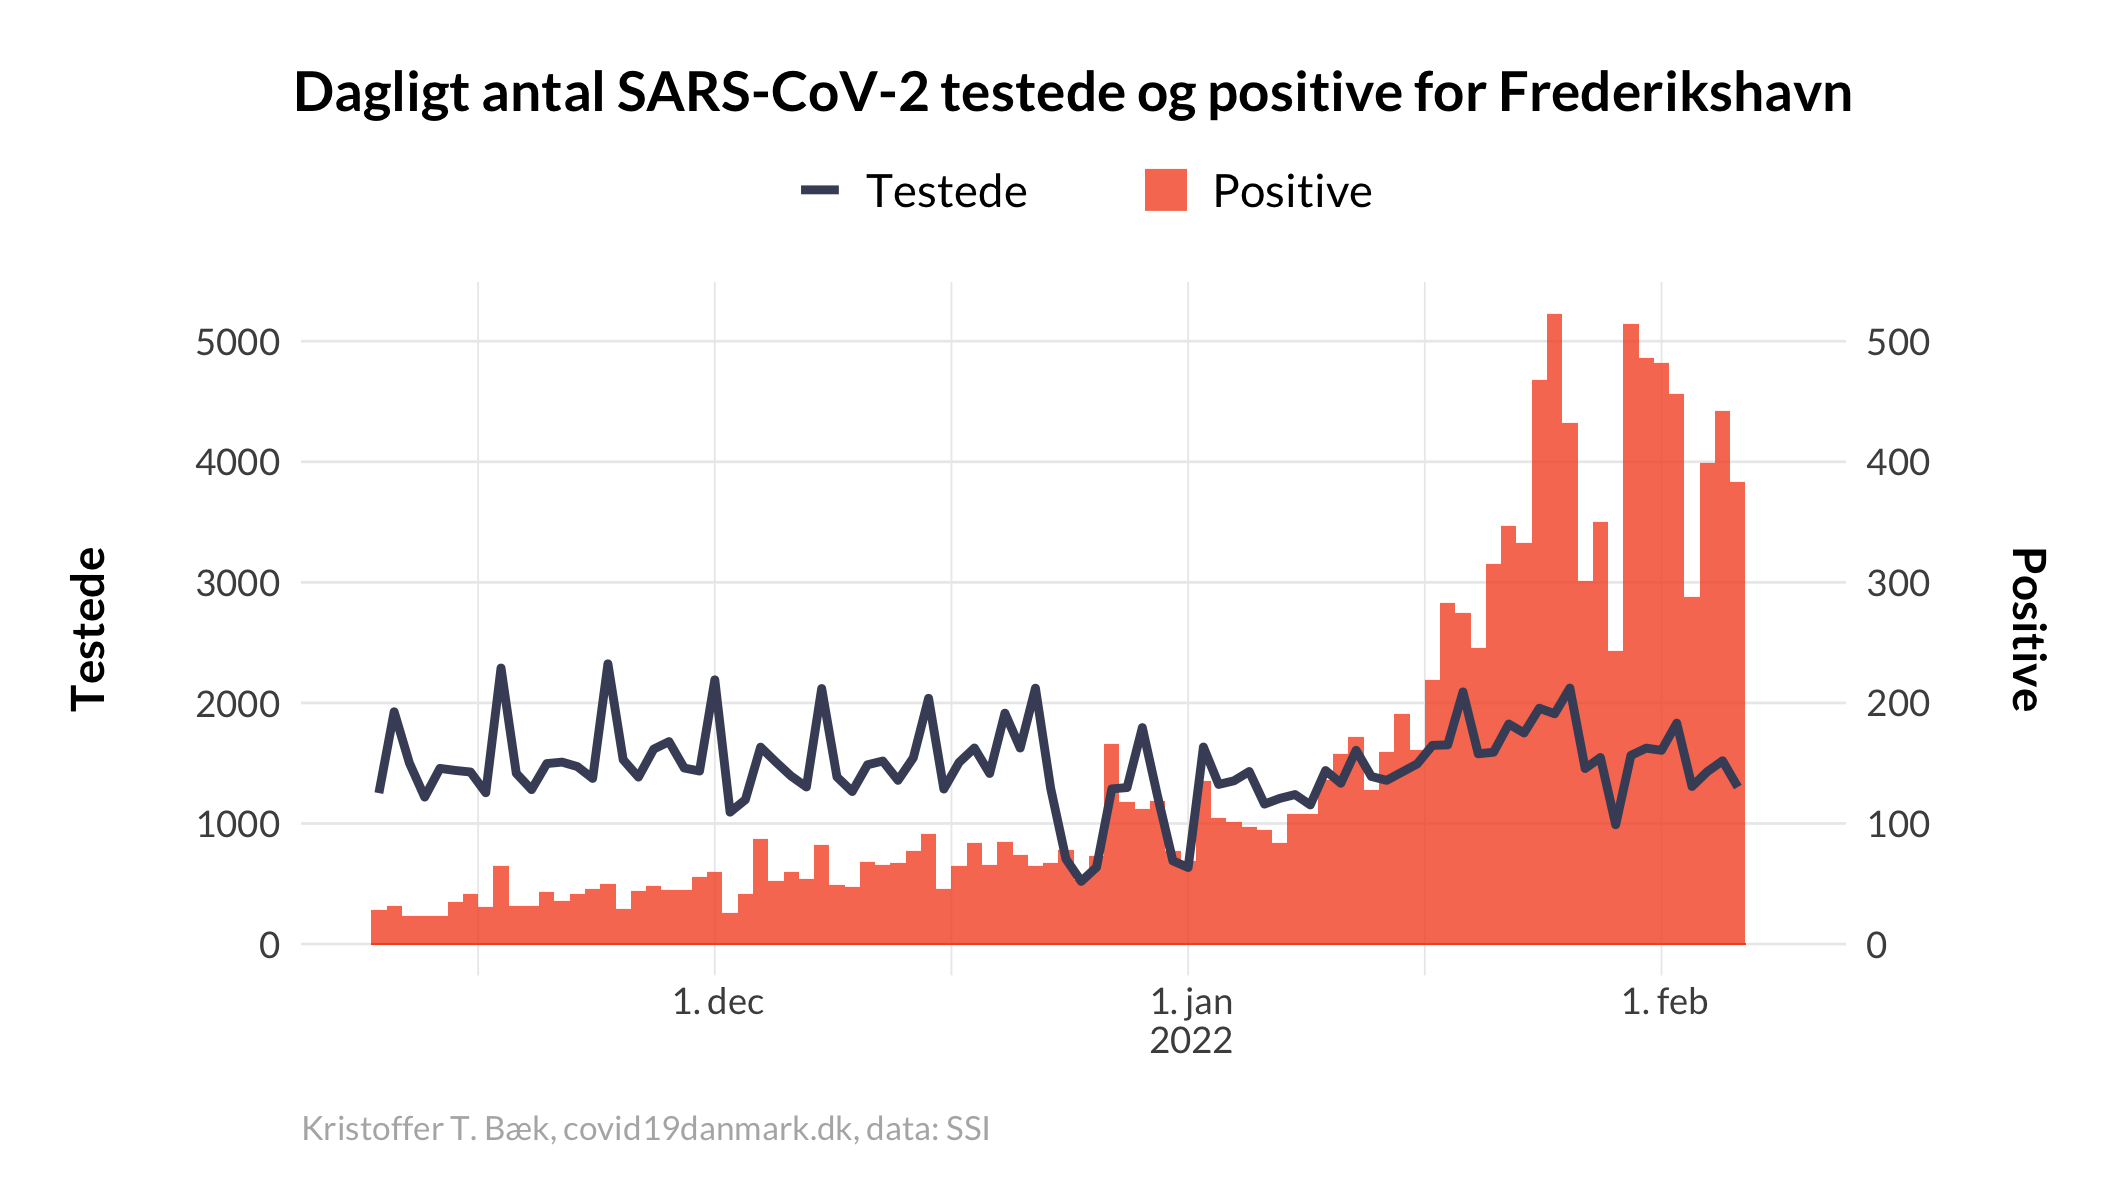 Dagligt antal SARS-CoV-2 testede og positive for Frederikshavn
Testede
Positive
5000
4000
3000
2000
1000
0
Testede
500
400
300
200
100
0
Positive
1. dec
1. jan
2022
1. feb
Kristoffer T. Bæk, covid19danmark.dk, data: SSI